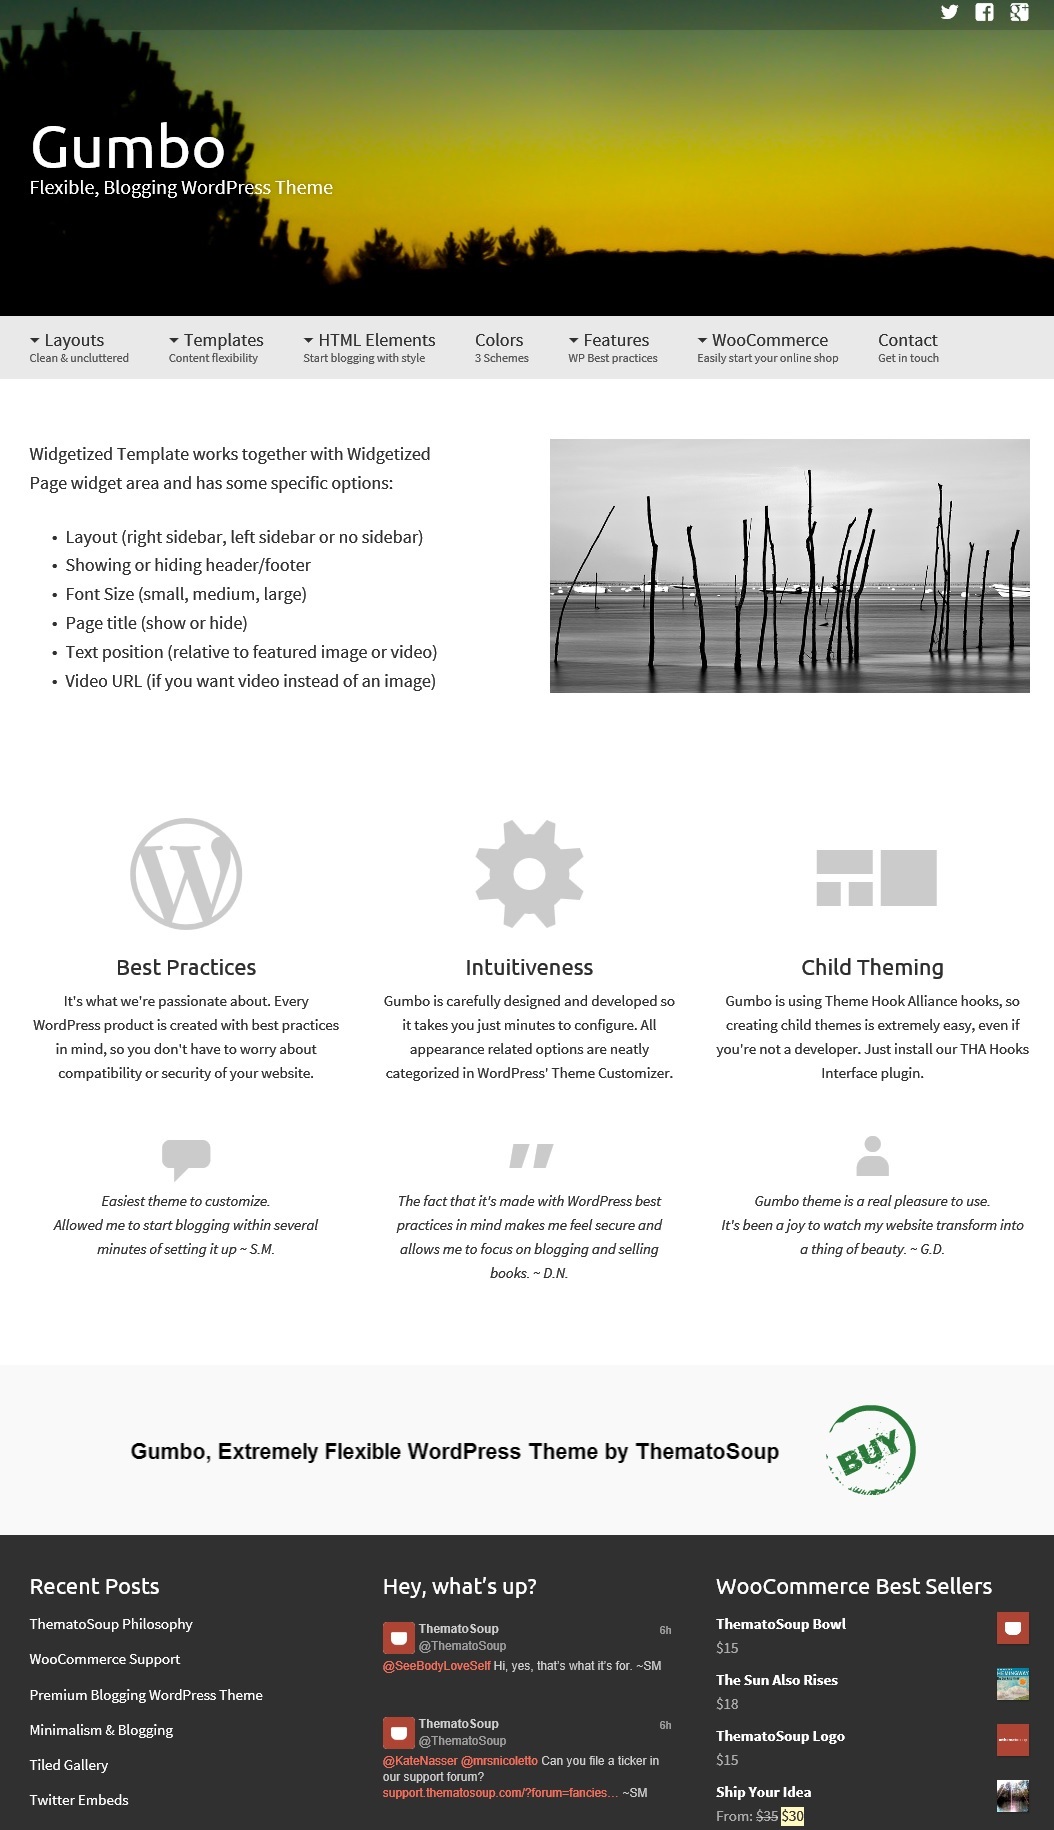 Gumbo
Flexible, Blogging WordPress Theme
Layouts
Clean & uncluttered
Templates
Content flexibility
HTML Elements
Start blogging with style
Colors
3 Schemes
Features
WP Best practices
WooCommerce
Easily start your online shop
Contact
Get in touch
Widgetized Template works together with Widgetized
Page widget area and has some specific options:
• Layout (right sidebar, left sidebar or no sidebar)
• Showing or hiding header/footer
• Font Size (small, medium, large)
• Page title (show or hide)
• Text position (relative to featured image or video)
• Video URL (if you want video instead of an image)
Best Practices
It's what we're passionate about. Every
WordPress product is created with best practices
in mind, so you don't have to worry about
compatibility or security of your website.
Intuitiveness
Gumbo is carefully designed and developed so
it takes you just minutes to configure. All
appearance related options are neatly
categorized in WordPress' Theme Customizer.
Child Theming
Gumbo is using Theme Hook Alliance hooks, so
creating child themes is extremely easy, even if
you're not a developer. Just install our THA Hooks
Interface plugin.
Easiest theme to customize.
Allowed me to start blogging within several
minutes of setting it up ~ S.M.
The fact that it's made with WordPress best
practices in mind makes me feel secure and
allows me to focus on blogging and selling
books. ~ D.N.
Gumbo theme is a real pleasure to use.
It's been a joy to watch my website transform into
a thing of beauty. ~ G.D.
Gumbo, Extremely Flexible WordPress Theme by ThematoSoup
BUY
Recent Posts
ThematoSoup Philosophy
WooCommerce Support
Premium Blogging WordPress Theme
Minimalism & Blogging
Tiled Gallery
Twitter Embeds
Hey, what's up?
ThematoSoup 6h
@ThematoSoup
@SeeBodyLoveSelf Hi, yes, that's what it's for. ~SM
ThematoSoup 6h
@ThematoSoup
@KateNasser @mrsnicoletto Can you file a ticker in
our support forum?
support.thematosoup.com/?forum=fancies... ~SM
WooCommerce Best Sellers
ThematoSoup Bowl
$15
The Sun Also Rises
$18
HEMINGWAY
ThematoSoup Logo
$15
Ship Your Idea
From: $35 $30